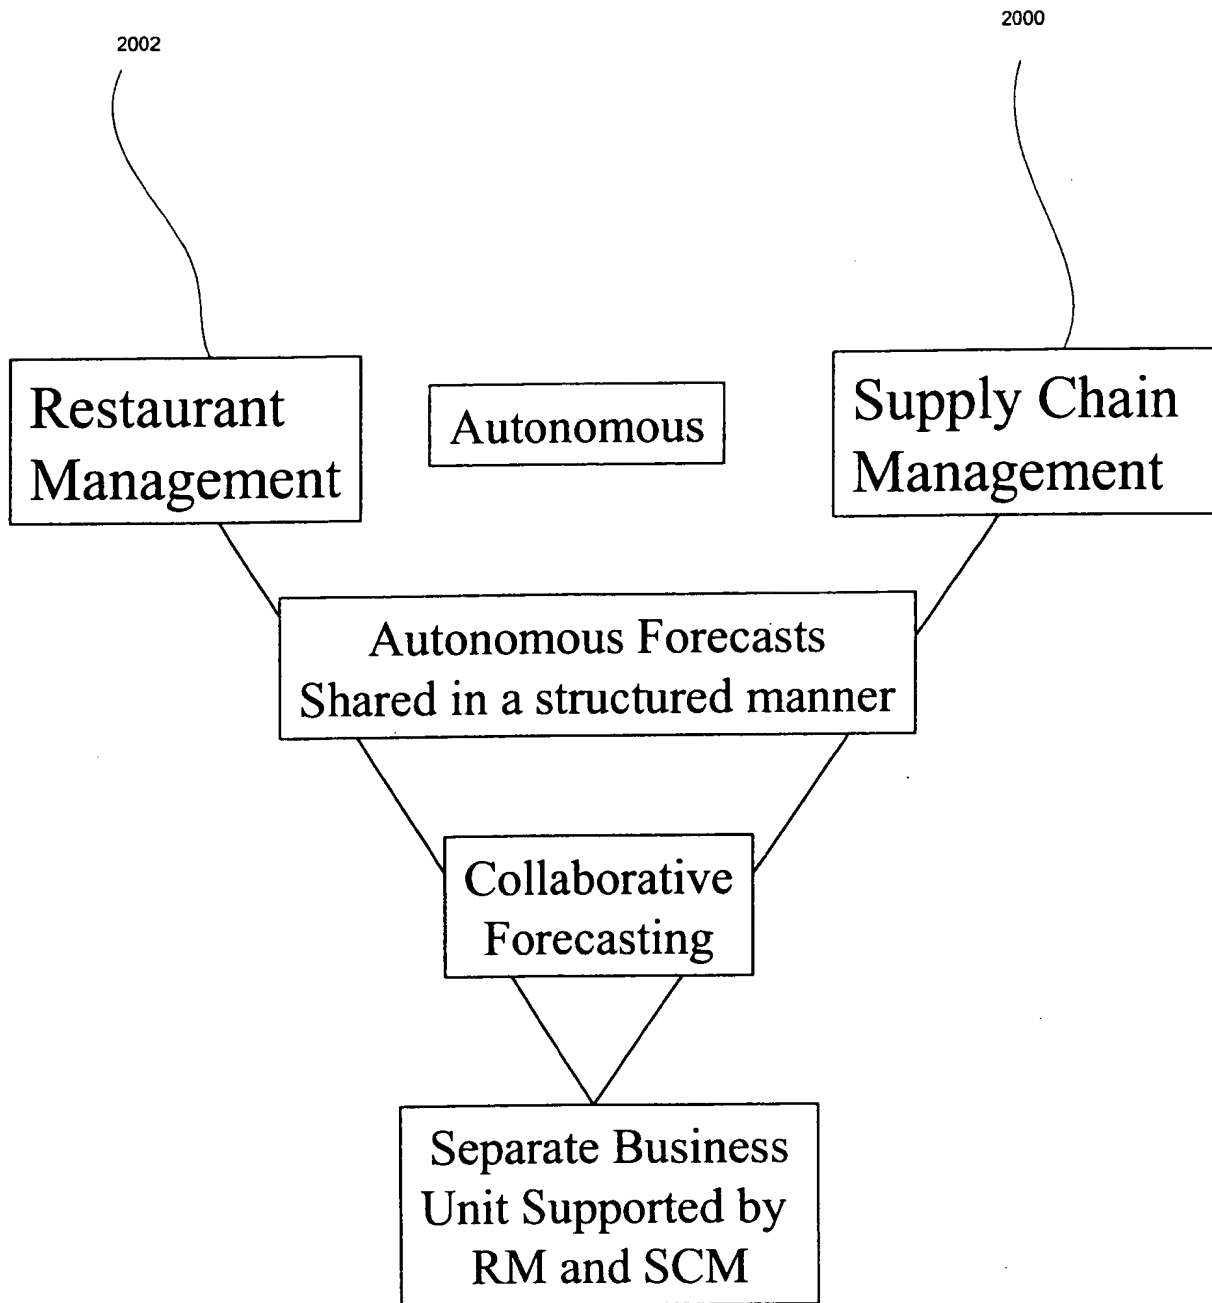 2002
2000
Restaurant
Management
Autonomous
Supply Chain
Management
Autonomous Forecasts
Shared in a structured manner
Collaborative
Forecasting
Separate Business
Unit Supported by
RM and SCM